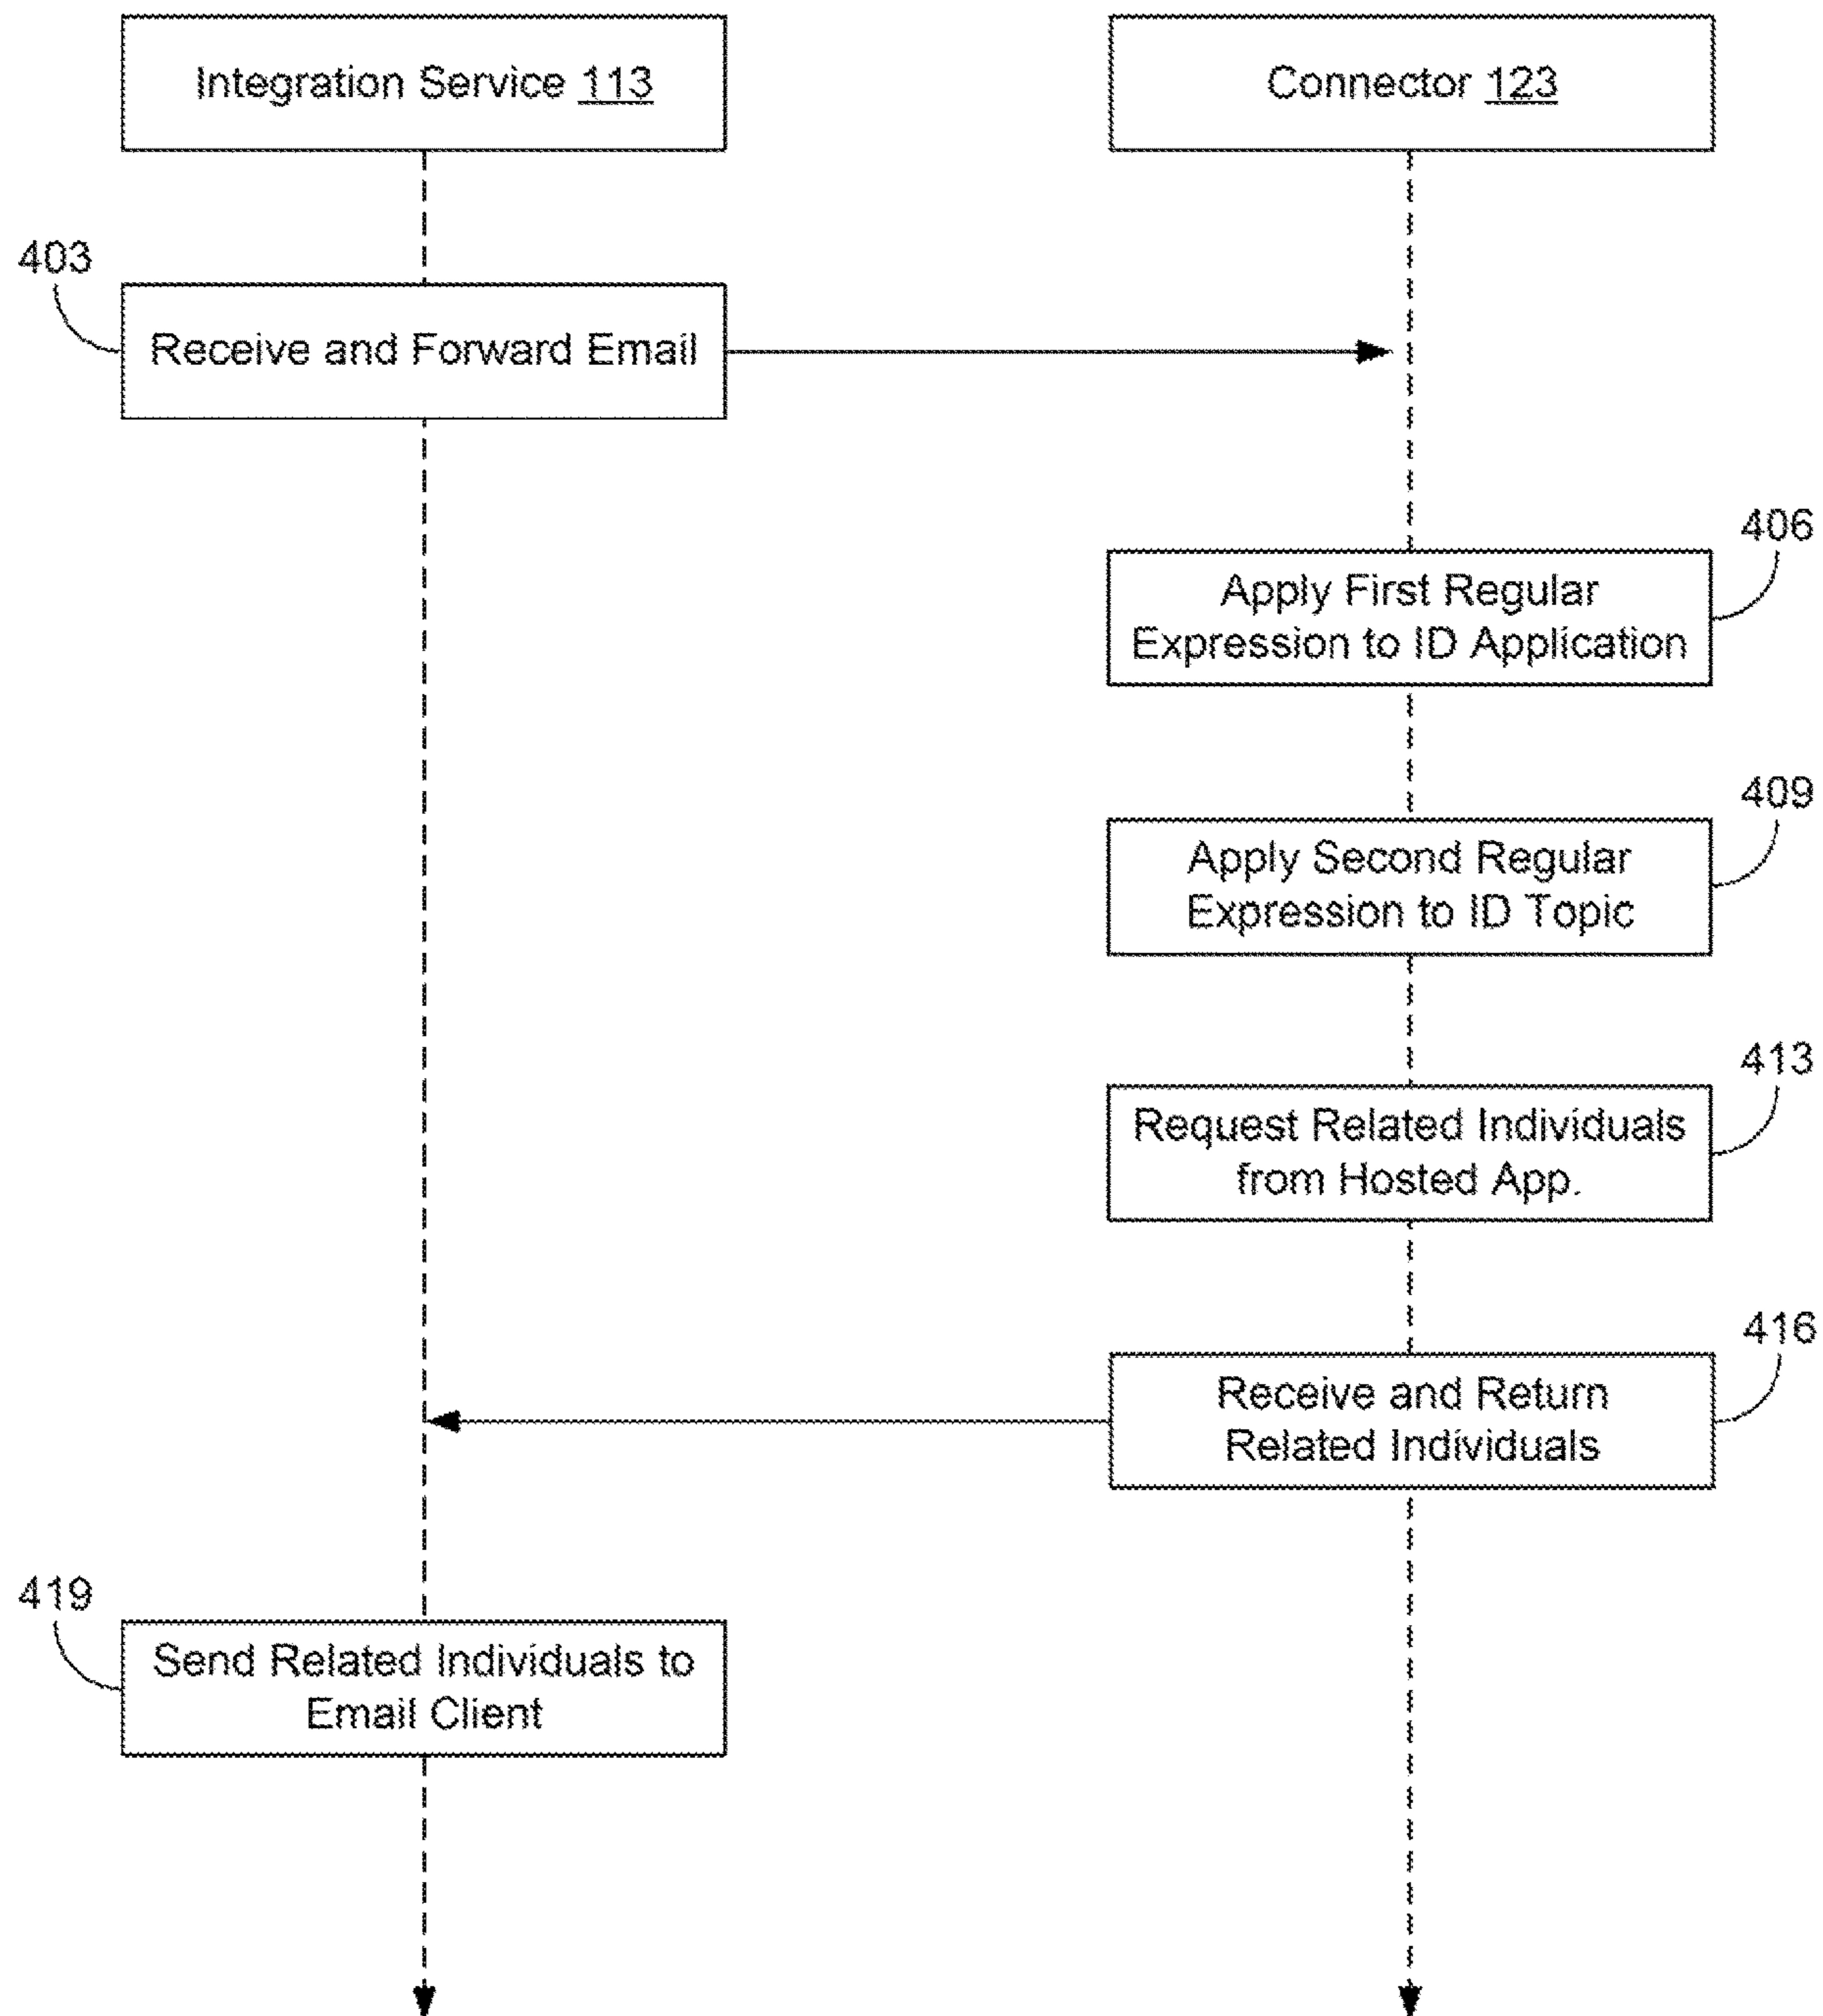 Integration Service 113
Connector 123
403
Receive and Forward Email
406
Apply First Regular
Expression to ID Application
409
Apply Second Regular
Expression to ID Topic
413
Request Related Individuals
from Hosted App.
416
Receive and Return
Related Individuals
419
Send Related Individuals to
Email Client